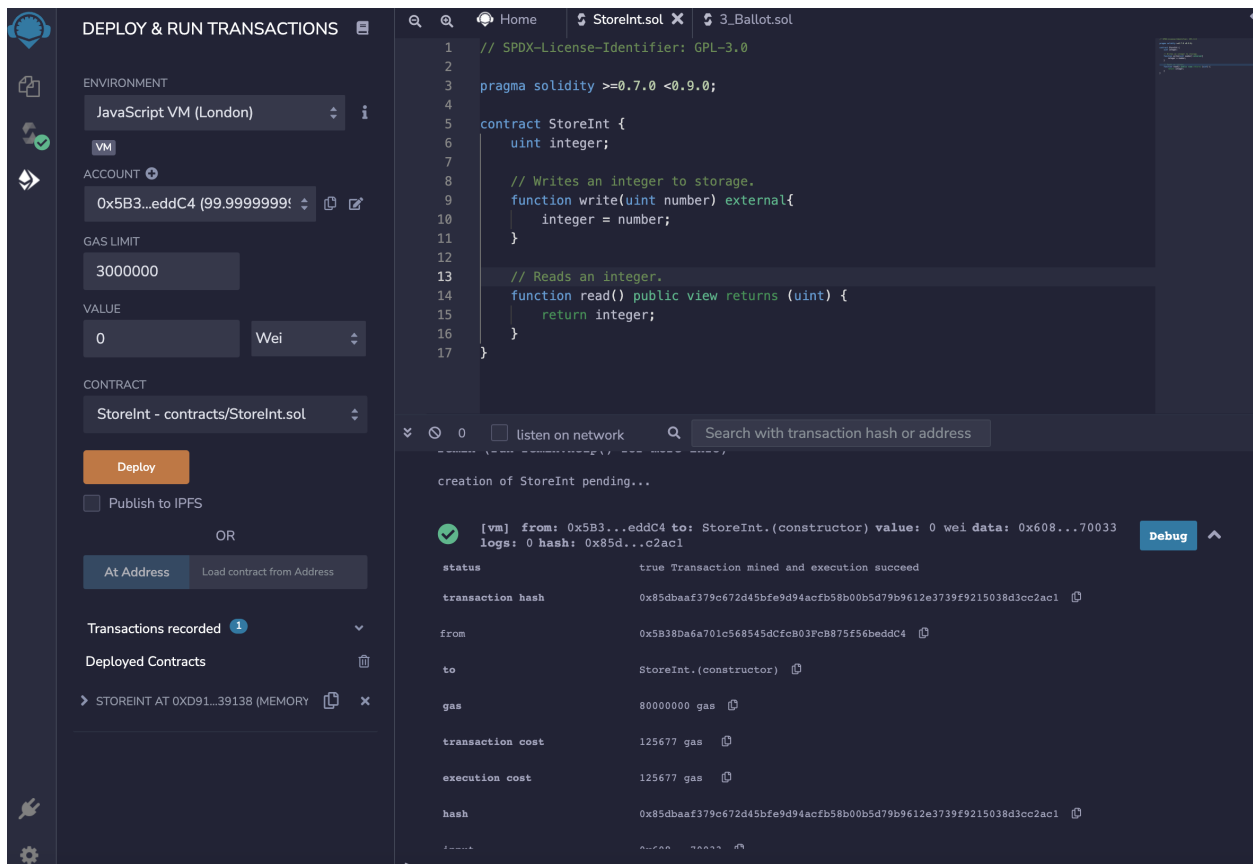 DEPLOY & RUN TRANSACTIONS
ENVIRONMENT
JavaScript VM (London)
VM
ACCOUNT
0x5B3...eddC4 (99.9999999
GAS LIMIT
3000000
VALUE
0
Wei
CONTRACT
StoreInt - contracts/StoreInt.sol
Deploy
Publish to IPFS
OR
At Address
Load contract from Address
Transactions recorded 1
Deployed Contracts
STOREINT AT 0XD91...39138 (MEMORY
Home
StoreInt.sol
3_Ballot.sol
1 // SPDX-License-Identifier: GPL-3.0
2
3 pragma solidity >=0.7.0 <0.9.0;
4
5 contract StoreInt {
6 uint integer;
7
8 // Writes an integer to storage.
9 function write(uint number) external{
10 integer = number;
11 }
12
13 // Reads an integer.
14 function read() public view returns (uint) {
15 return integer;
16 }
17 }
0
listen on network
Search with transaction hash or address
creation of StoreInt pending...
[vm] from: 0x5B3...eddC4 to: StoreInt.(constructor) value: 0 wei data: 0x608...70033
logs: 0 hash: 0x85d...c2ac1
Debug
status true Transaction mined and execution succeed
transaction hash 0x85dbaaf379c672d45bfe9d94acfb58b00b5d79b9612e3739f9215038d3cc2ac1
from 0x5B38Da6a701c568545dCfcB03FcB875f56beddC4
to StoreInt.(constructor)
gas 80000000 gas
transaction cost 125677 gas
execution cost 125677 gas
hash 0x85dbaaf379c672d45bfe9d94acfb58b00b5d79b9612e3739f9215038d3cc2ac1